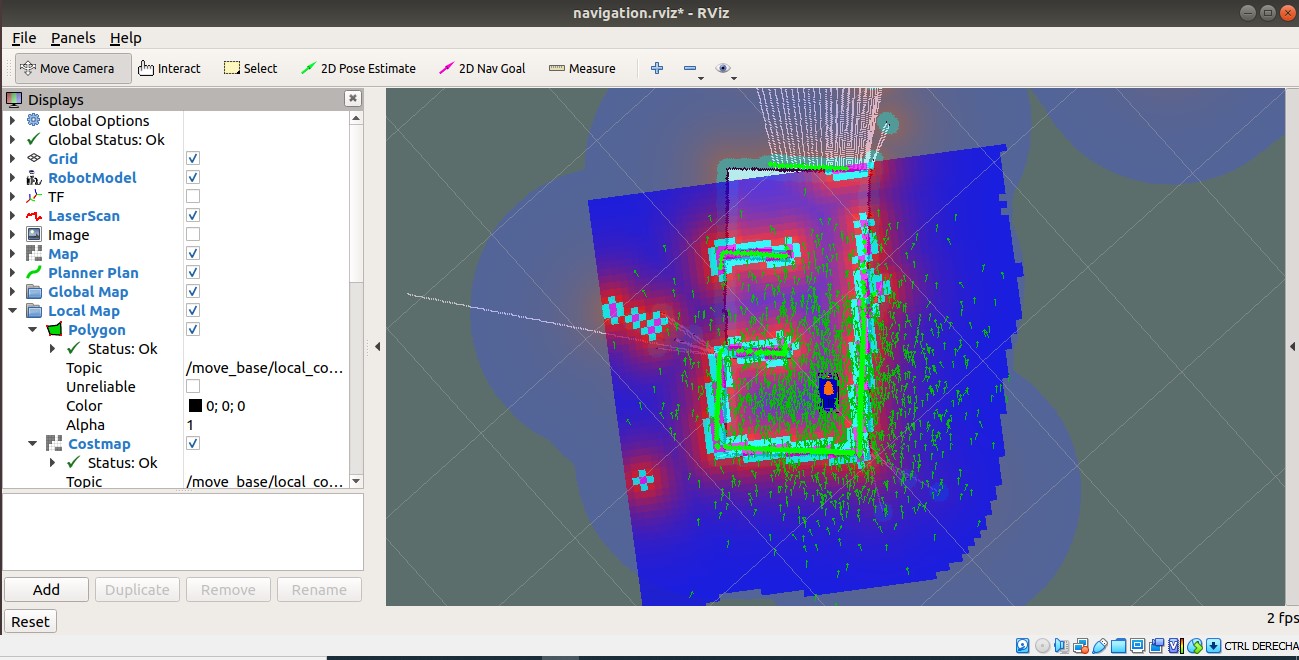 navigation.rviz* - RViz
File Panels Help
Move Camera Interact Select 2D Pose Estimate 2D Nav Goal Measure
Displays
Global Options
Global Status: Ok
Grid
RobotModel
TF
LaserScan
Image
Map
Planner Plan
Global Map
Local Map
Polygon
Status: Ok
Topic /move_base/local_co...
Unreliable
Color 0; 0; 0
Alpha 1
Costmap
Status: Ok
Topic /move_base/local_co...
Add Duplicate Remove Rename
Reset
2 fps
CTRL DERECHA